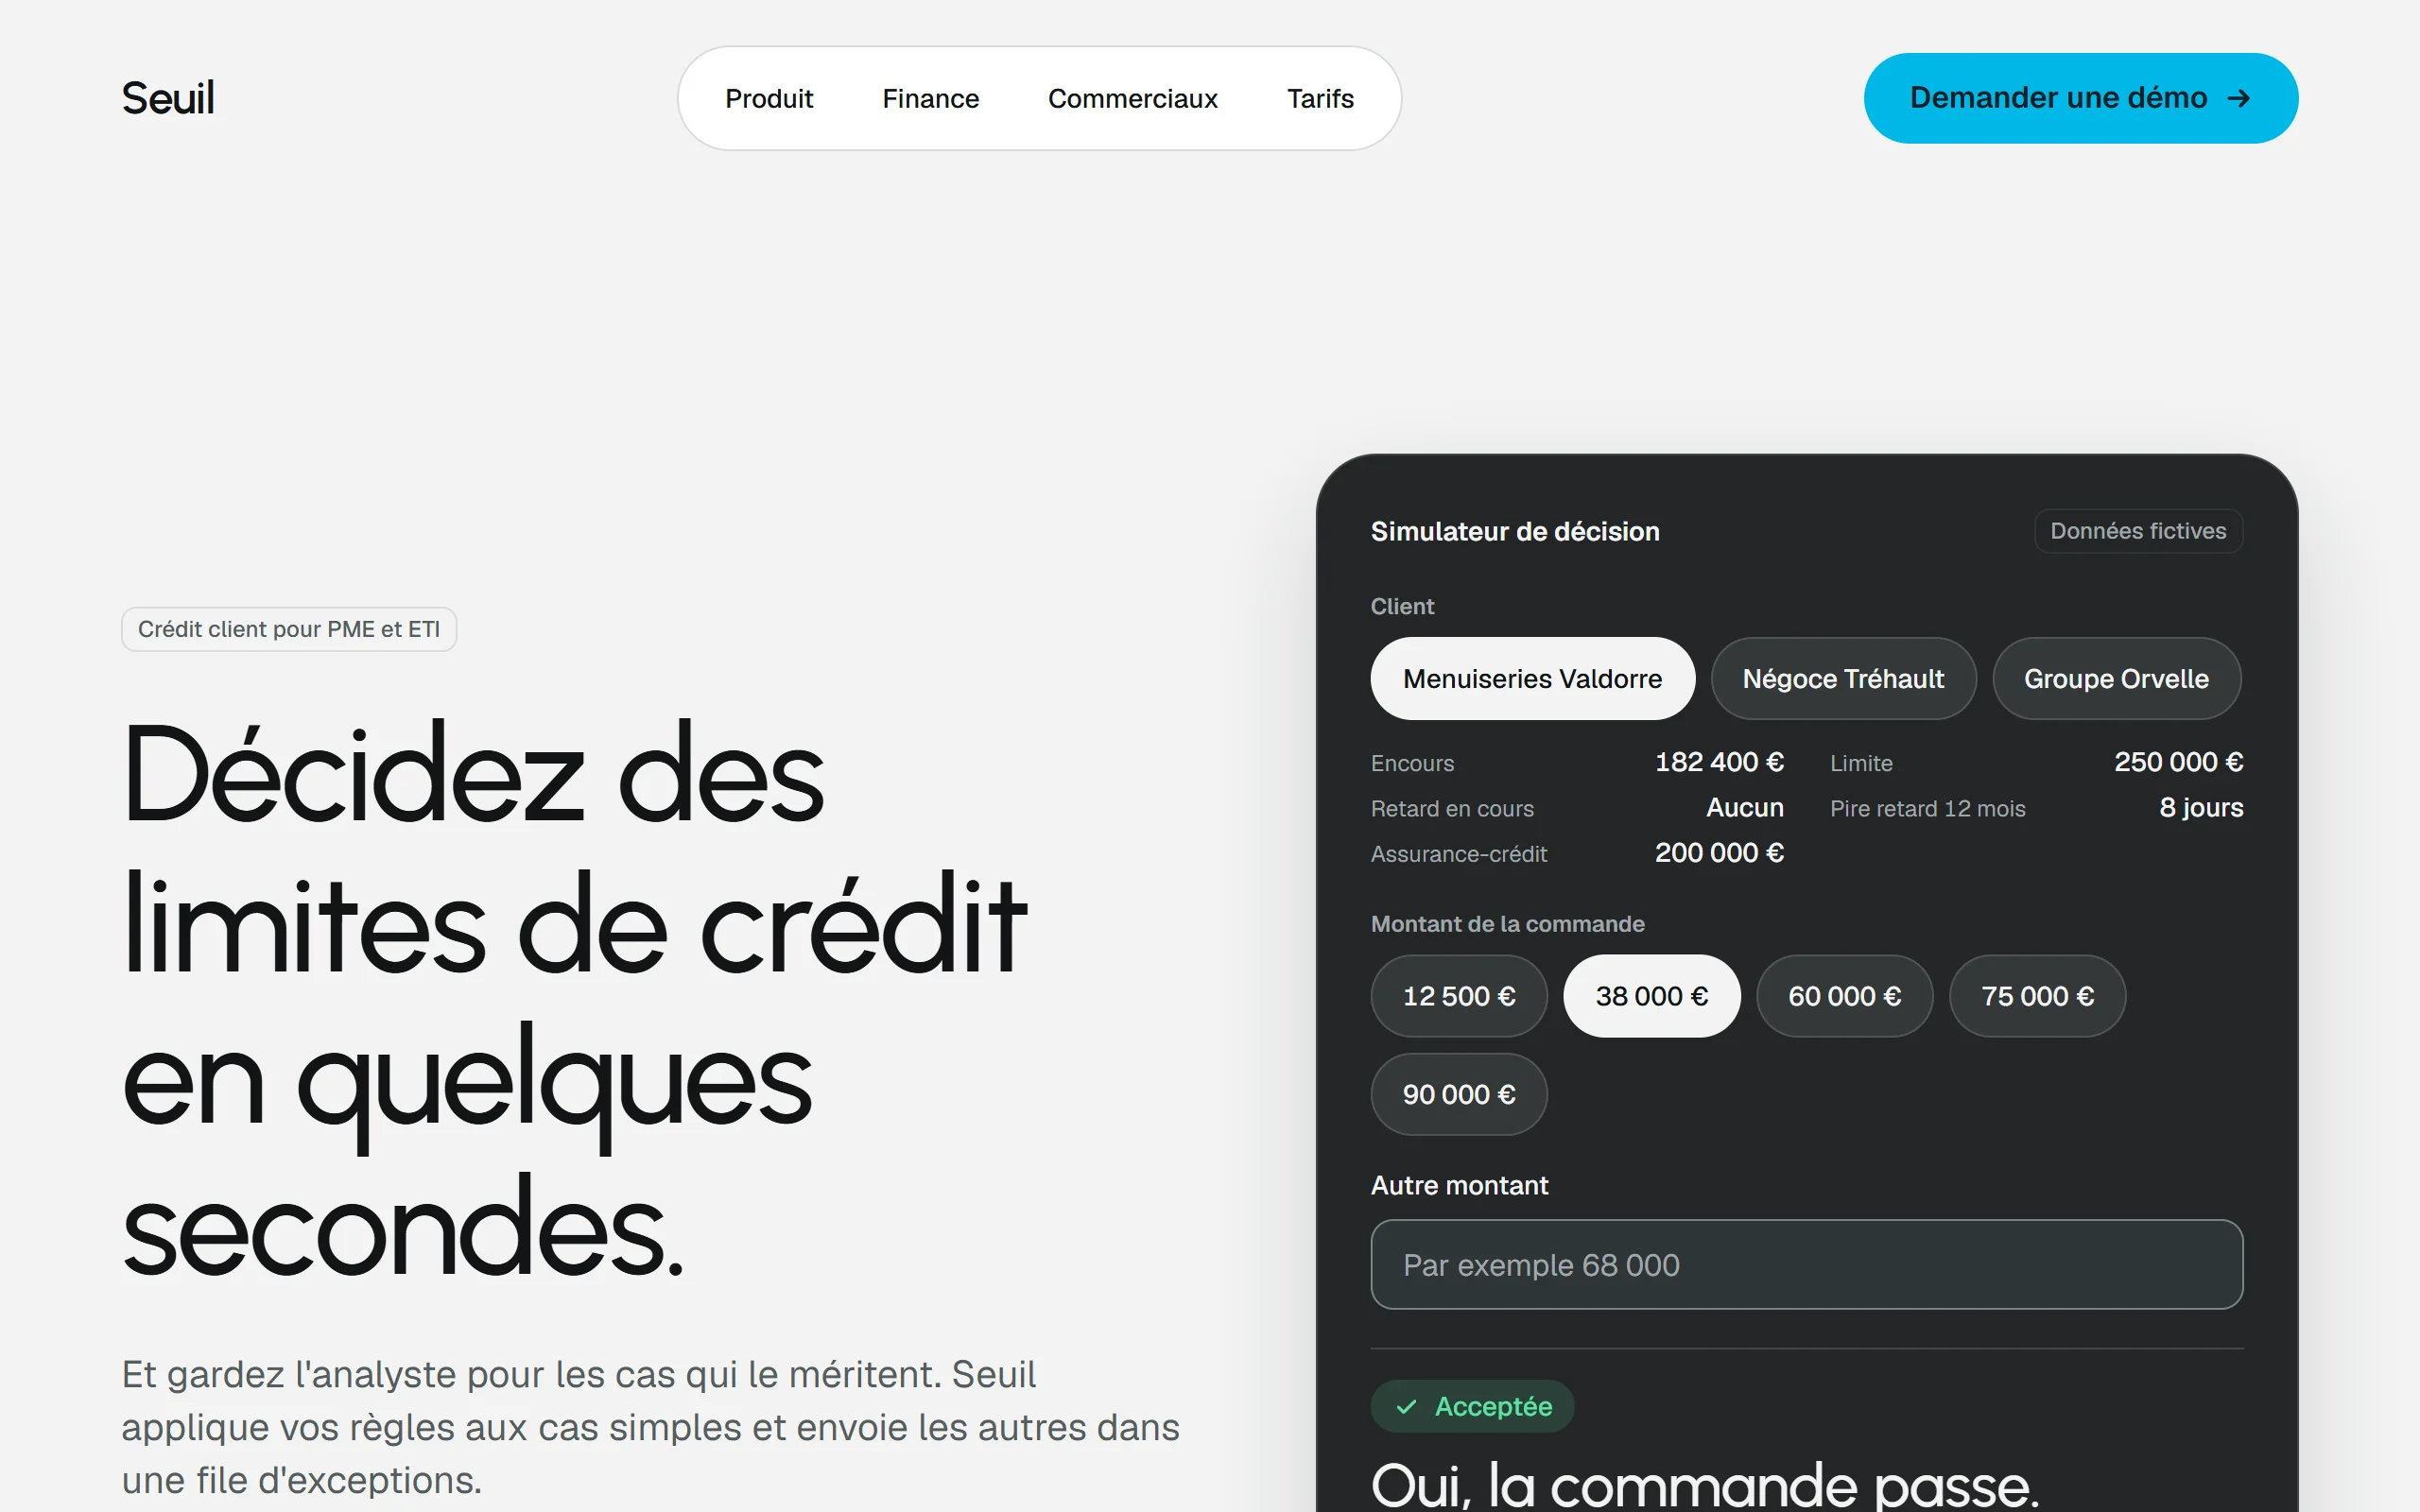 Seuil
Produit
Finance
Commerciaux
Tarifs
Demander une démo
Crédit client pour PME et ETI
Décidez des
limites de crédit
en quelques
secondes.
Et gardez l'analyste pour les cas qui le méritent. Seuil
applique vos règles aux cas simples et envoie les autres dans
une file d'exceptions.
Simulateur de décision
Données fictives
Client
Menuiseries Valdorre
Négoce Tréhault
Groupe Orvelle
Encours 182 400 €
Limite 250 000 €
Retard en cours Aucun
Pire retard 12 mois 8 jours
Assurance-crédit 200 000 €
Montant de la commande
12 500 €
38 000 €
60 000 €
75 000 €
90 000 €
Autre montant
Par exemple 68 000
Acceptée
Oui, la commande passe.